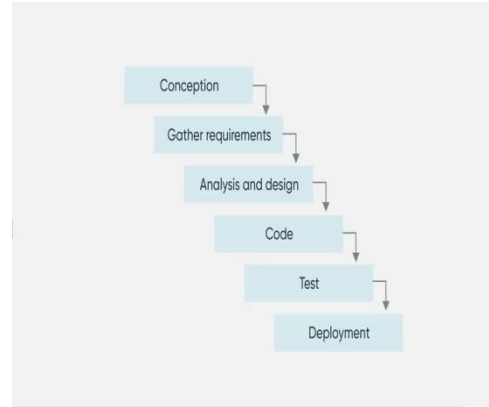 Conception
Gather requirements
Analysis and design
Code
Test
Deployment